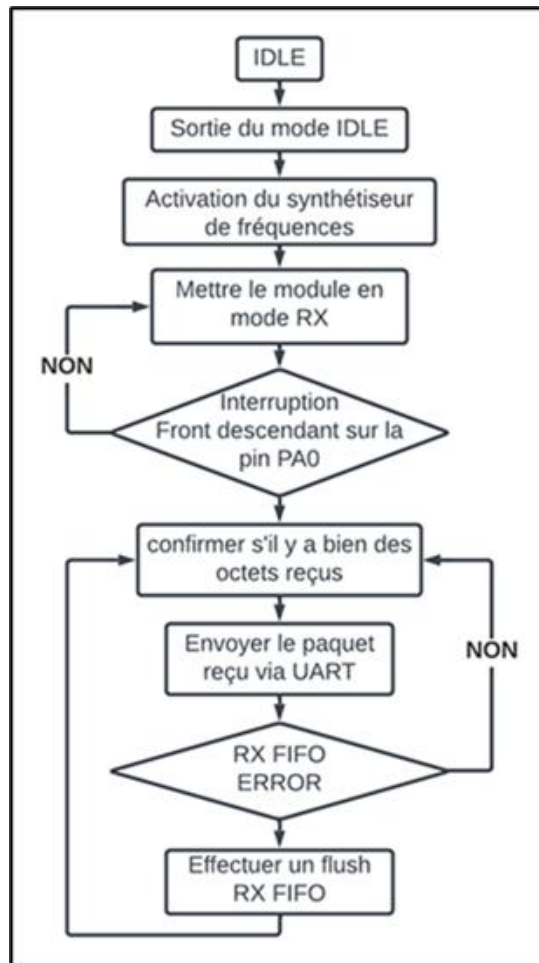 IDLE
Sortie du mode IDLE
Activation du synthétiseur
de fréquences
Mettre le module en
mode RX
NON
Interruption
Front descendant sur la
pin PA0
confirmer s'il y a bien des
octets reçus
Envoyer le paquet
reçu via UART
NON
RX FIFO
ERROR
Effectuer un flush
RX FIFO